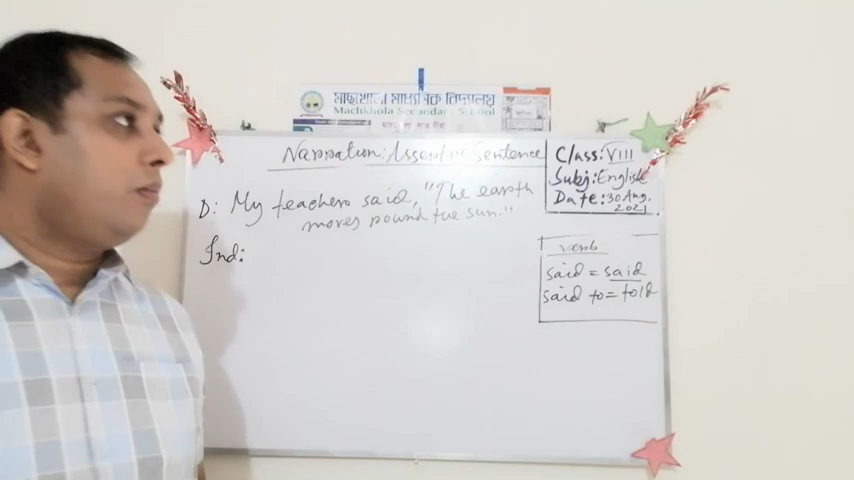 মাছখোলা মাধ্যমিক বিদ্যালয়
Machkhola Secondary School
Narration: Assertive Sentence
Class: VIII
Subj: English
Date: 30 Aug. 2021
D: My teacher said, "The earth
moves round the sun."
Ind:
verb
said = said
said to = told